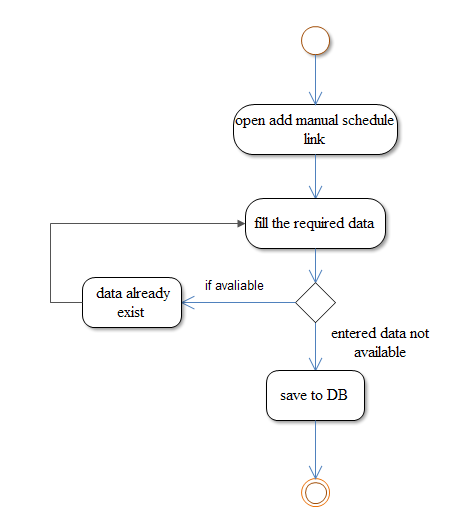 open add manual schedule
link
fill the required data
if avaliable
data already
exist
entered data not
available
save to DB